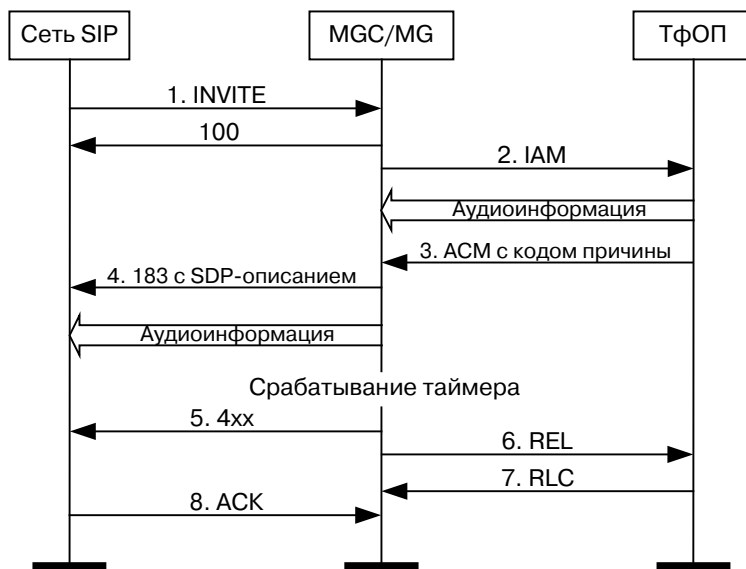 Сеть SIP
MGC/MG
ТфОП
1. INVITE
100
2. IAM
Аудиоинформация
3. ACM с кодом причины
4. 183 с SDP-описанием
Аудиоинформация
Срабатывание таймера
5. 4xx
6. REL
7. RLC
8. ACK